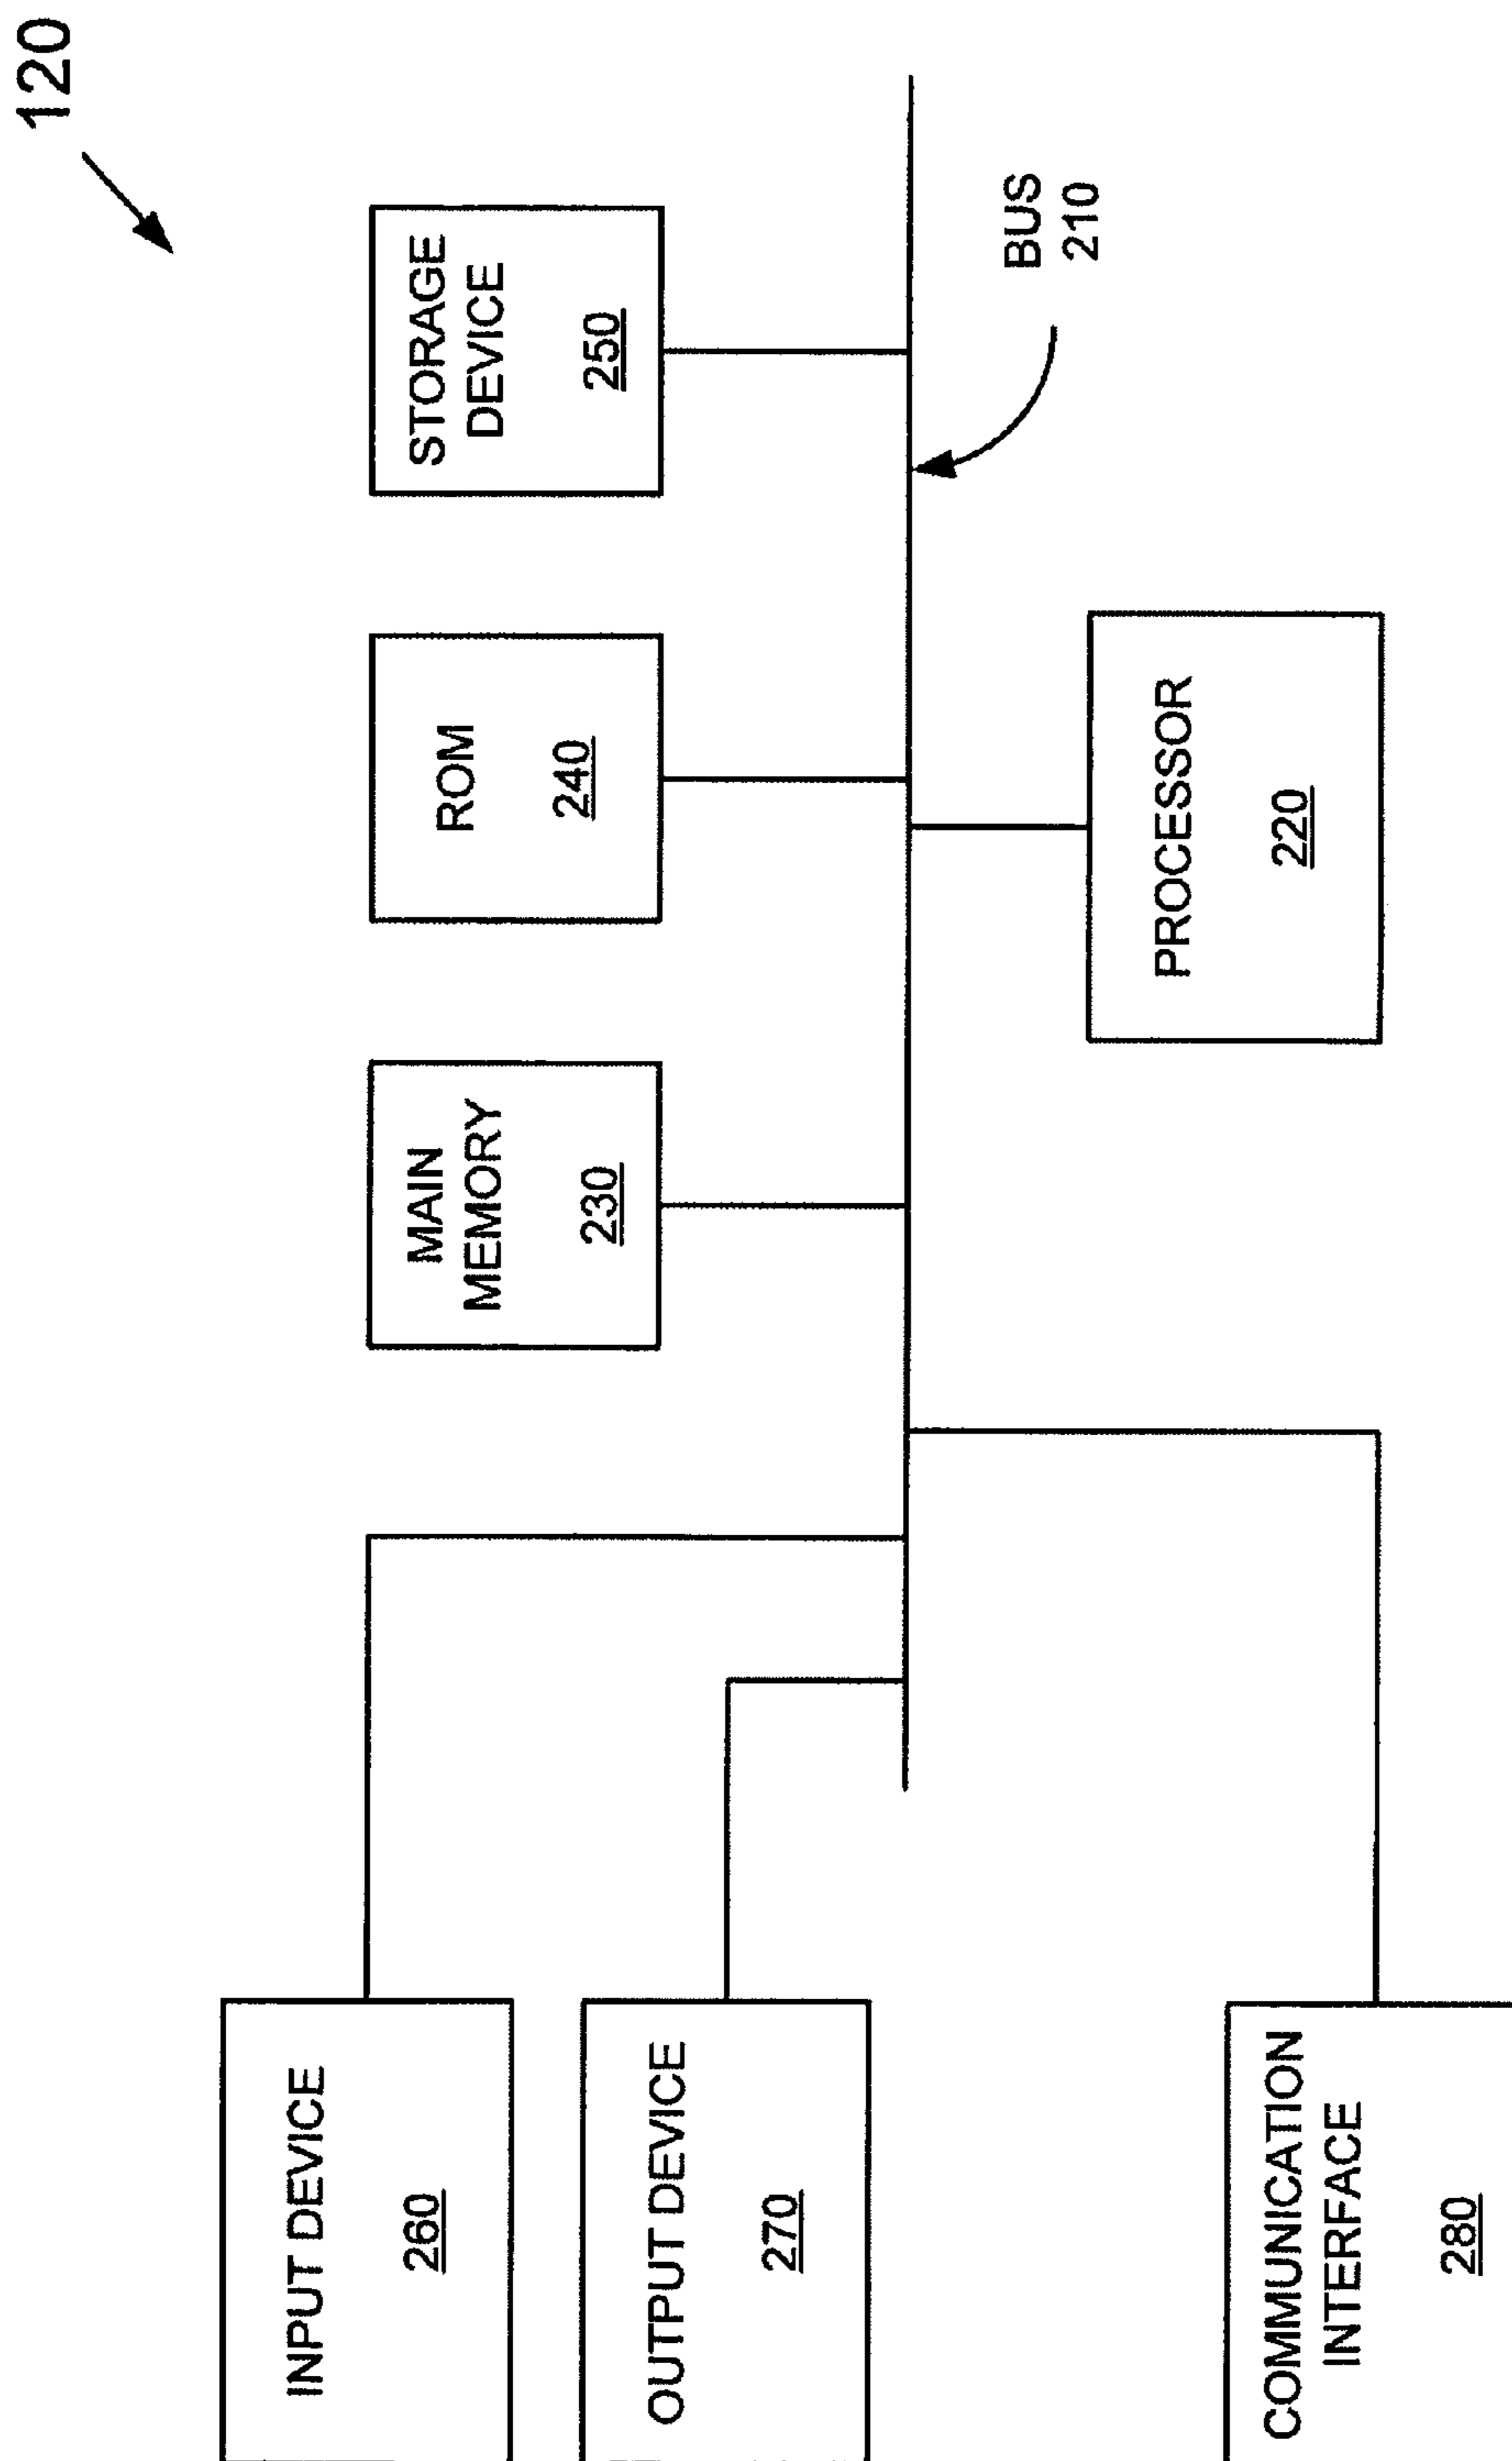 120
INPUT DEVICE
260
OUTPUT DEVICE
270
MAIN
MEMORY
230
ROM
240
STORAGE
DEVICE
250
BUS
210
PROCESSOR
220
COMMUNICATION
INTERFACE
280